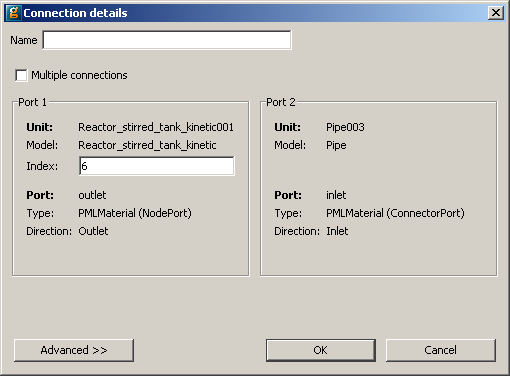 g Connection details
Name
Multiple connections
Port 1
Unit: Reactor_stirred_tank_kinetic001
Model: Reactor_stirred_tank_kinetic
Index: 6
Port: outlet
Type: PMLMaterial (NodePort)
Direction: Outlet
Port 2
Unit: Pipe003
Model: Pipe
Port: inlet
Type: PMLMaterial (ConnectorPort)
Direction: Inlet
Advanced >> OK Cancel